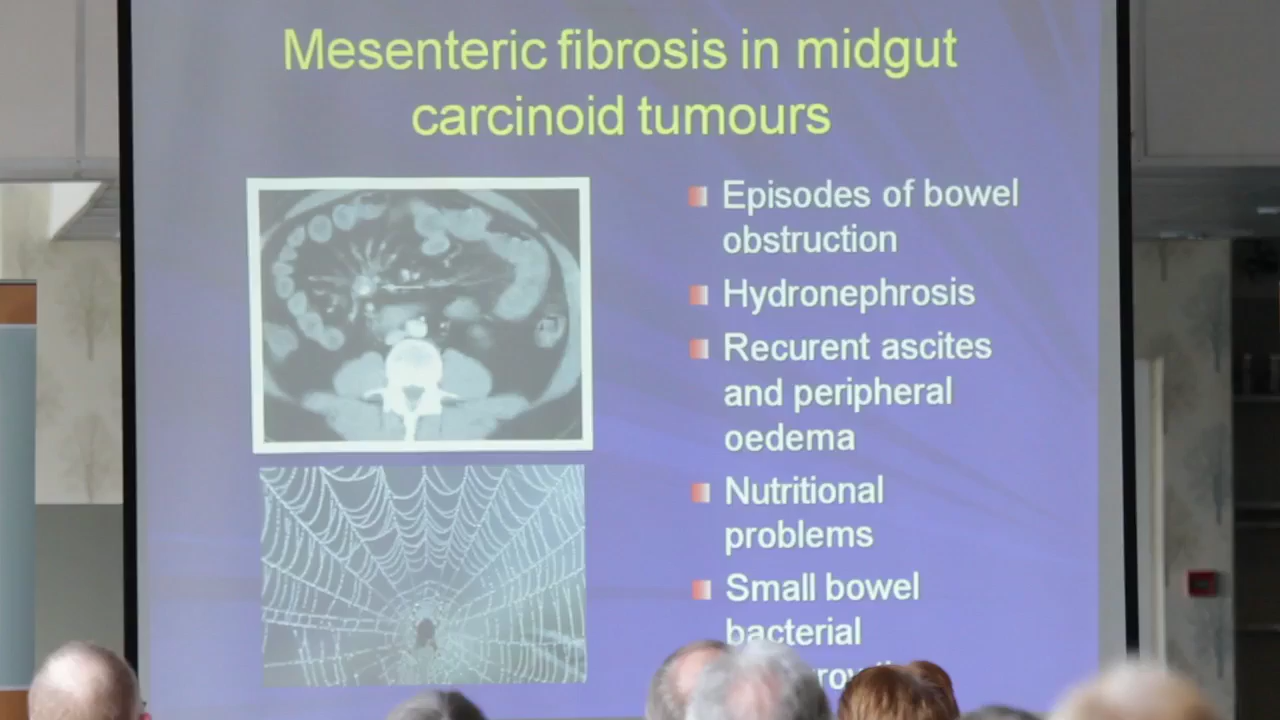 Mesenteric fibrosis in midgut
carcinoid tumours
Episodes of bowel
obstruction
Hydronephrosis
Recurent ascites
and peripheral
oedema
Nutritional
problems
Small bowel
bacterial